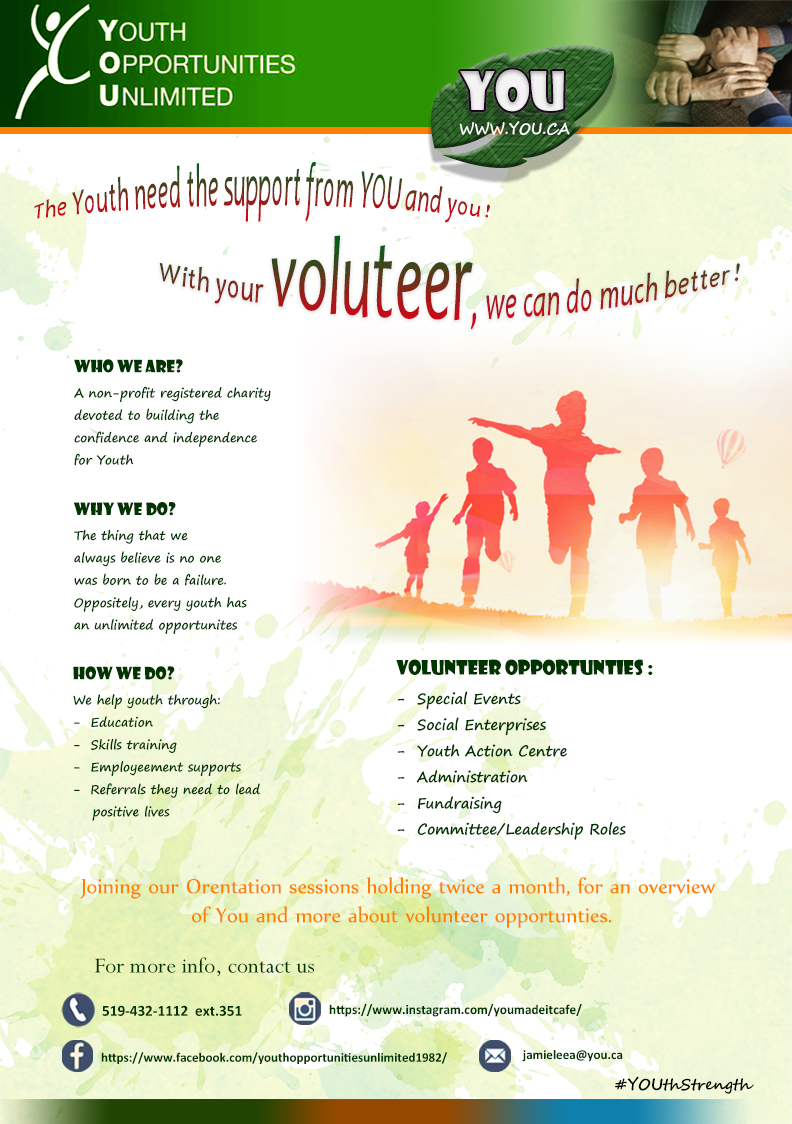 YOUTH
OPPORTUNITIES
UNLIMITED
YOU
WWW.YOU.CA
The Youth need the support from YOU and you!
With your voluteer, we can do much better!
WHO WE ARE?
A non-profit registered charity
devoted to building the
confidence and independence
for Youth
WHY WE DO?
The thing that we
always believe is no one
was born to be a failure.
Oppositely, every youth has
an unlimited opportunites
HOW WE DO?
We help youth through:
- Education
- Skills training
- Employeement supports
- Referrals they need to lead
positive lives
VOLUNTEER OPPORTUNTIES :
- Special Events
- Social Enterprises
- Youth Action Centre
- Administration
- Fundraising
- Committee/Leadership Roles
Joining our Orentation sessions holding twice a month, for an overview
of You and more about volunteer opportunties.
For more info, contact us
519-432-1112 ext.351
https://www.instagram.com/youmadeitcafe/
https://www.facebook.com/youthopportunitiesunlimited1982/
jamieleea@you.ca
#YOUthStrength